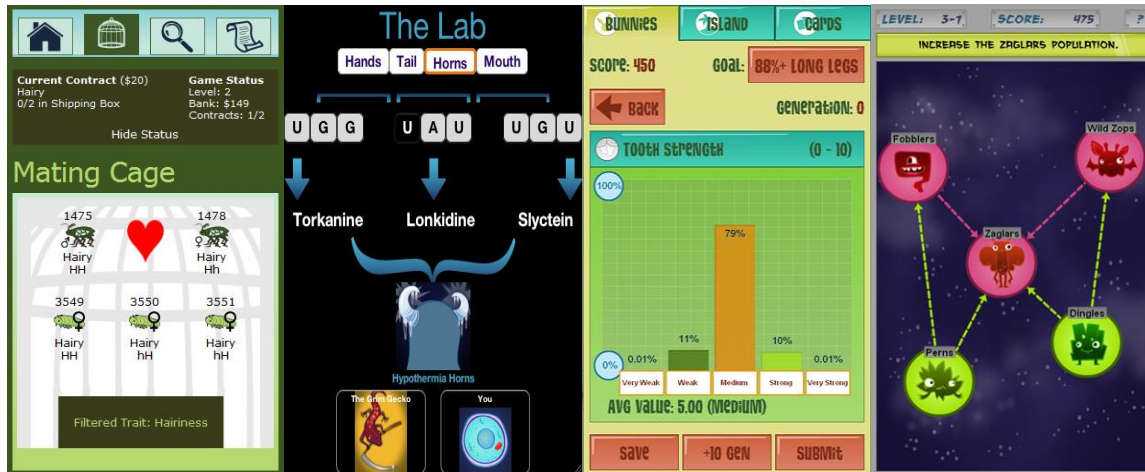 Current Contract ($20)
Hairy
0/2 in Shipping Box
Game Status
Level: 2
Bank: $149
Contracts: 1/2
Hide Status
Mating Cage
1475
Hairy
HH
1478
Hairy
Hh
3549
Hairy
HH
3550
Hairy
hH
3551
Hairy
hH
Filtered Trait: Hairiness
The Lab
Hands Tail Horns Mouth
U G G U A U U G U
Torkanine Lonkidine Slyctein
Hypothermia Horns
The Grim Gecko
You
BUNNIES ISLAND CARDS
SCORE: 450 GOAL: 88%+ LONG LEGS
BACK GENERATION: 0
TOOTH STRENGTH (0 - 10)
100%
79%
11%
10%
0% 0.01% 0.01%
Very Weak Weak Medium Strong Very Strong
AVG VALUE: 5.00 (MEDIUM)
SAVE +10 GEN SUBMIT
LEVEL: 3-1 SCORE: 475 ?
INCREASE THE ZAGLARS POPULATION.
Fobblers
Wild Zops
Zaglars
Dingles
Perns